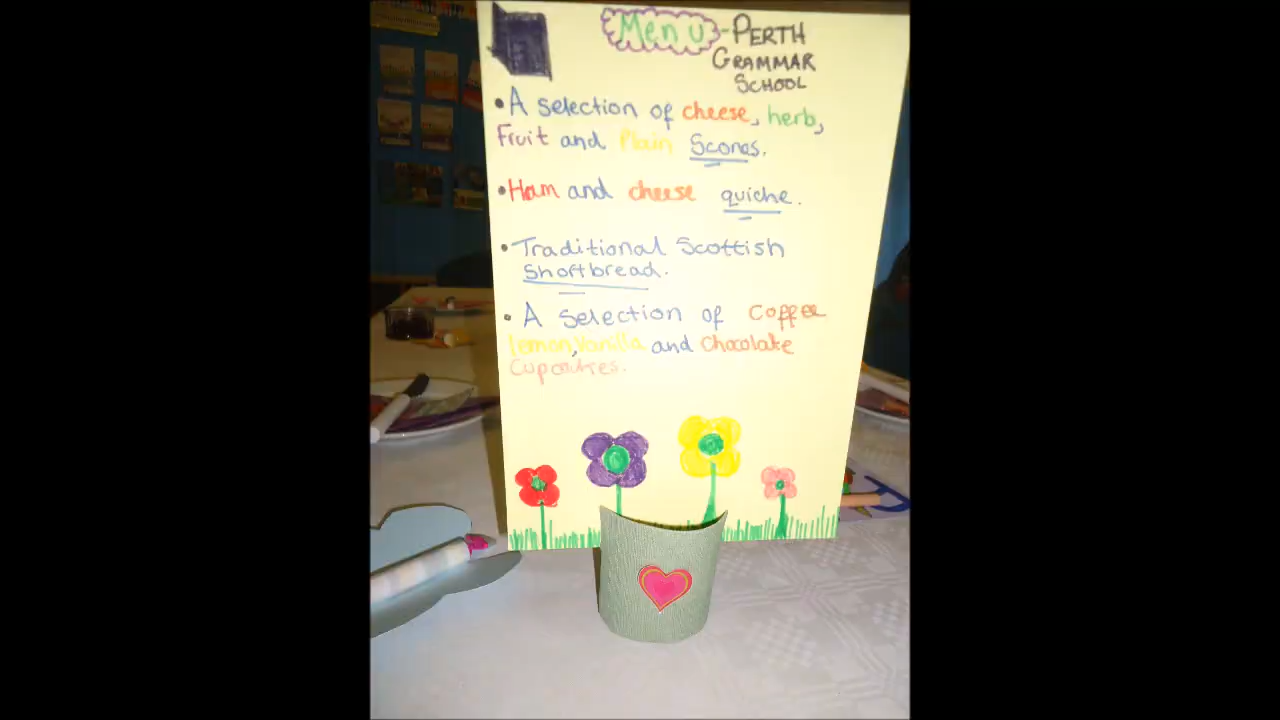 Menu - PERTH
GRAMMAR
SCHOOL
• A selection of cheese, herb,
Fruit and Plain Scones.
• Ham and cheese quiche.
• Traditional Scottish
Shortbread.
• A selection of Coffee
lemon, Vanilla and Chocolate
Cupcakes.